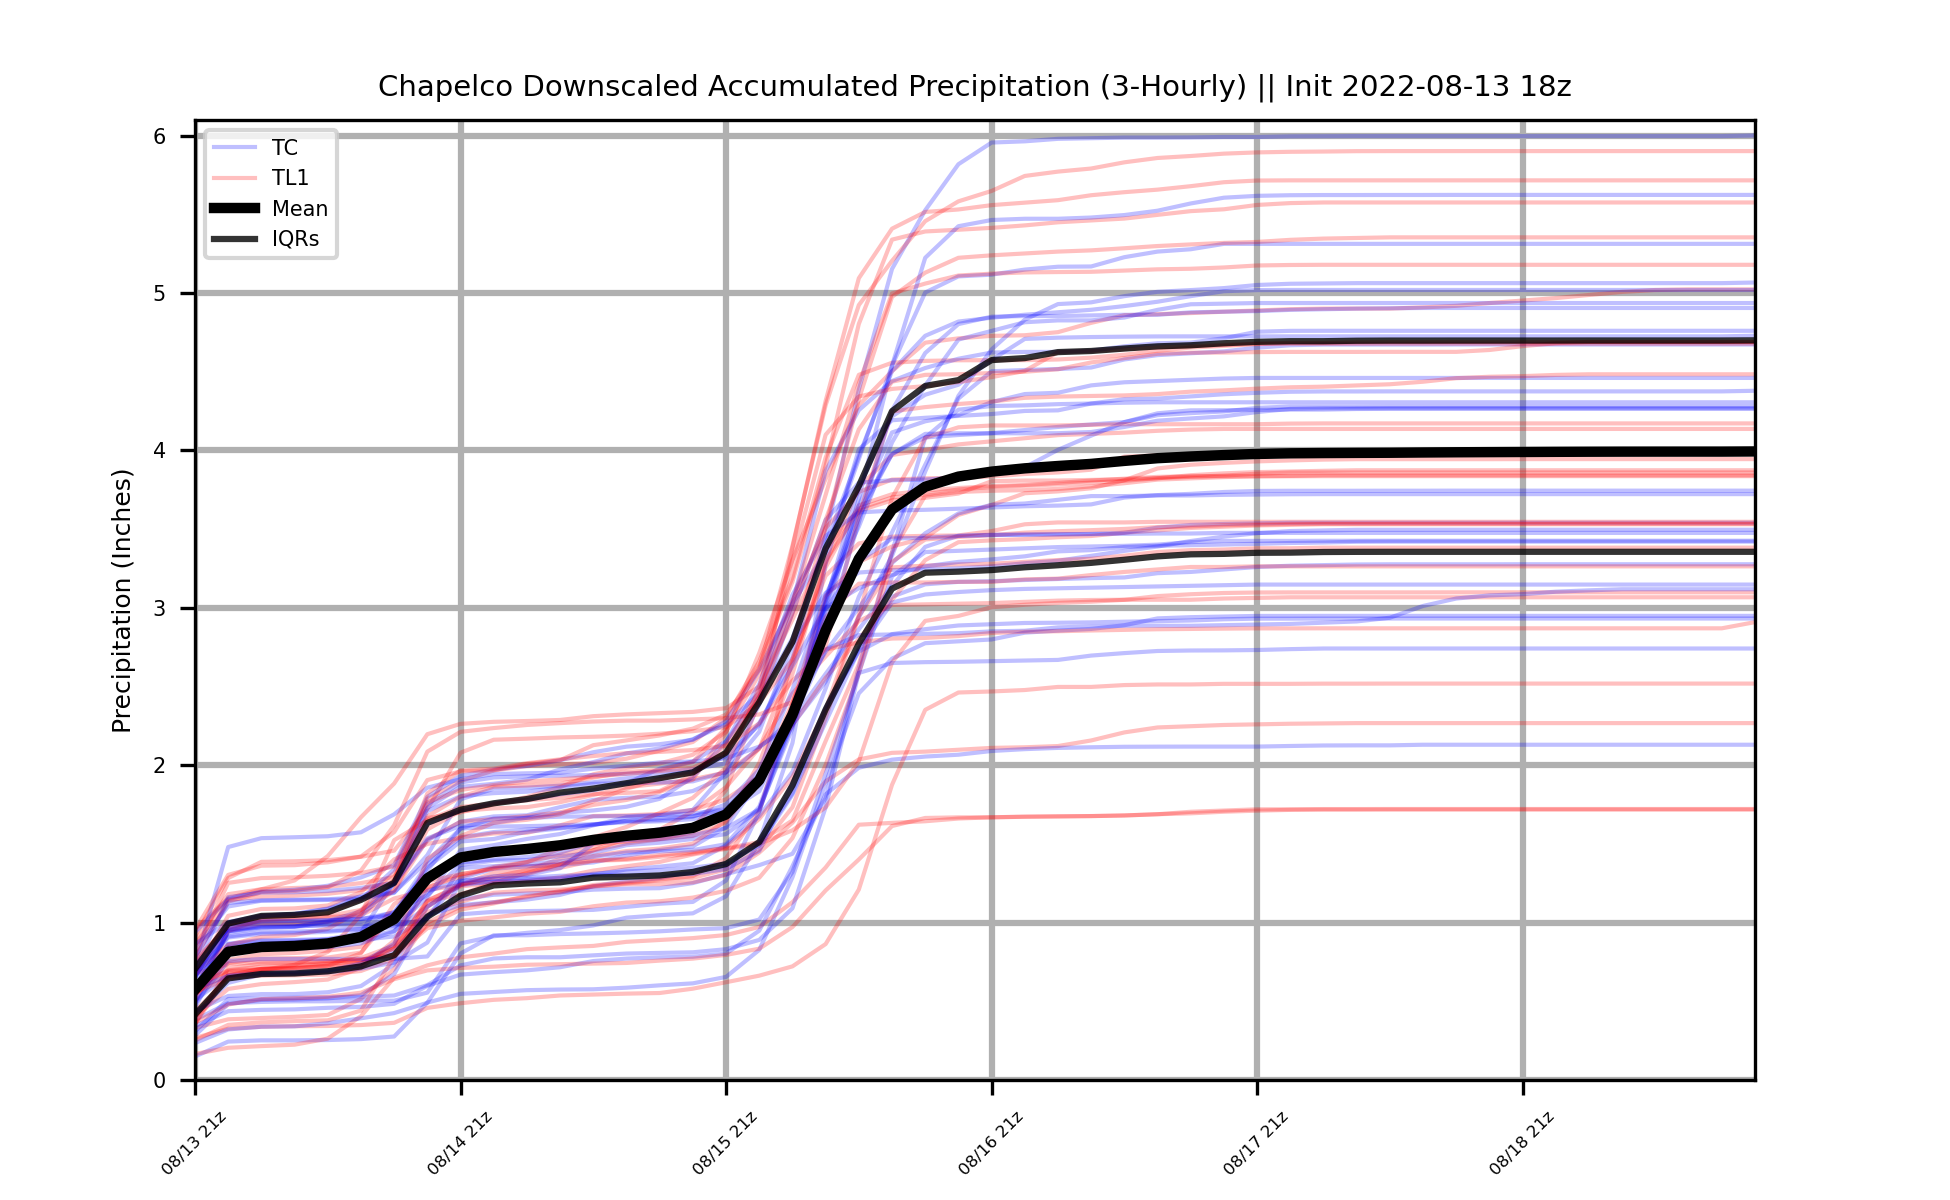 Chapelco Downscaled Accumulated Precipitation (3-Hourly) || Init 2022-08-13 18z
TC
TL1
Mean
IQRs
Precipitation (Inches)
6
5
4
3
2
1
0
08/13 21z
08/14 21z
08/15 21z
08/16 21z
08/17 21z
08/18 21z